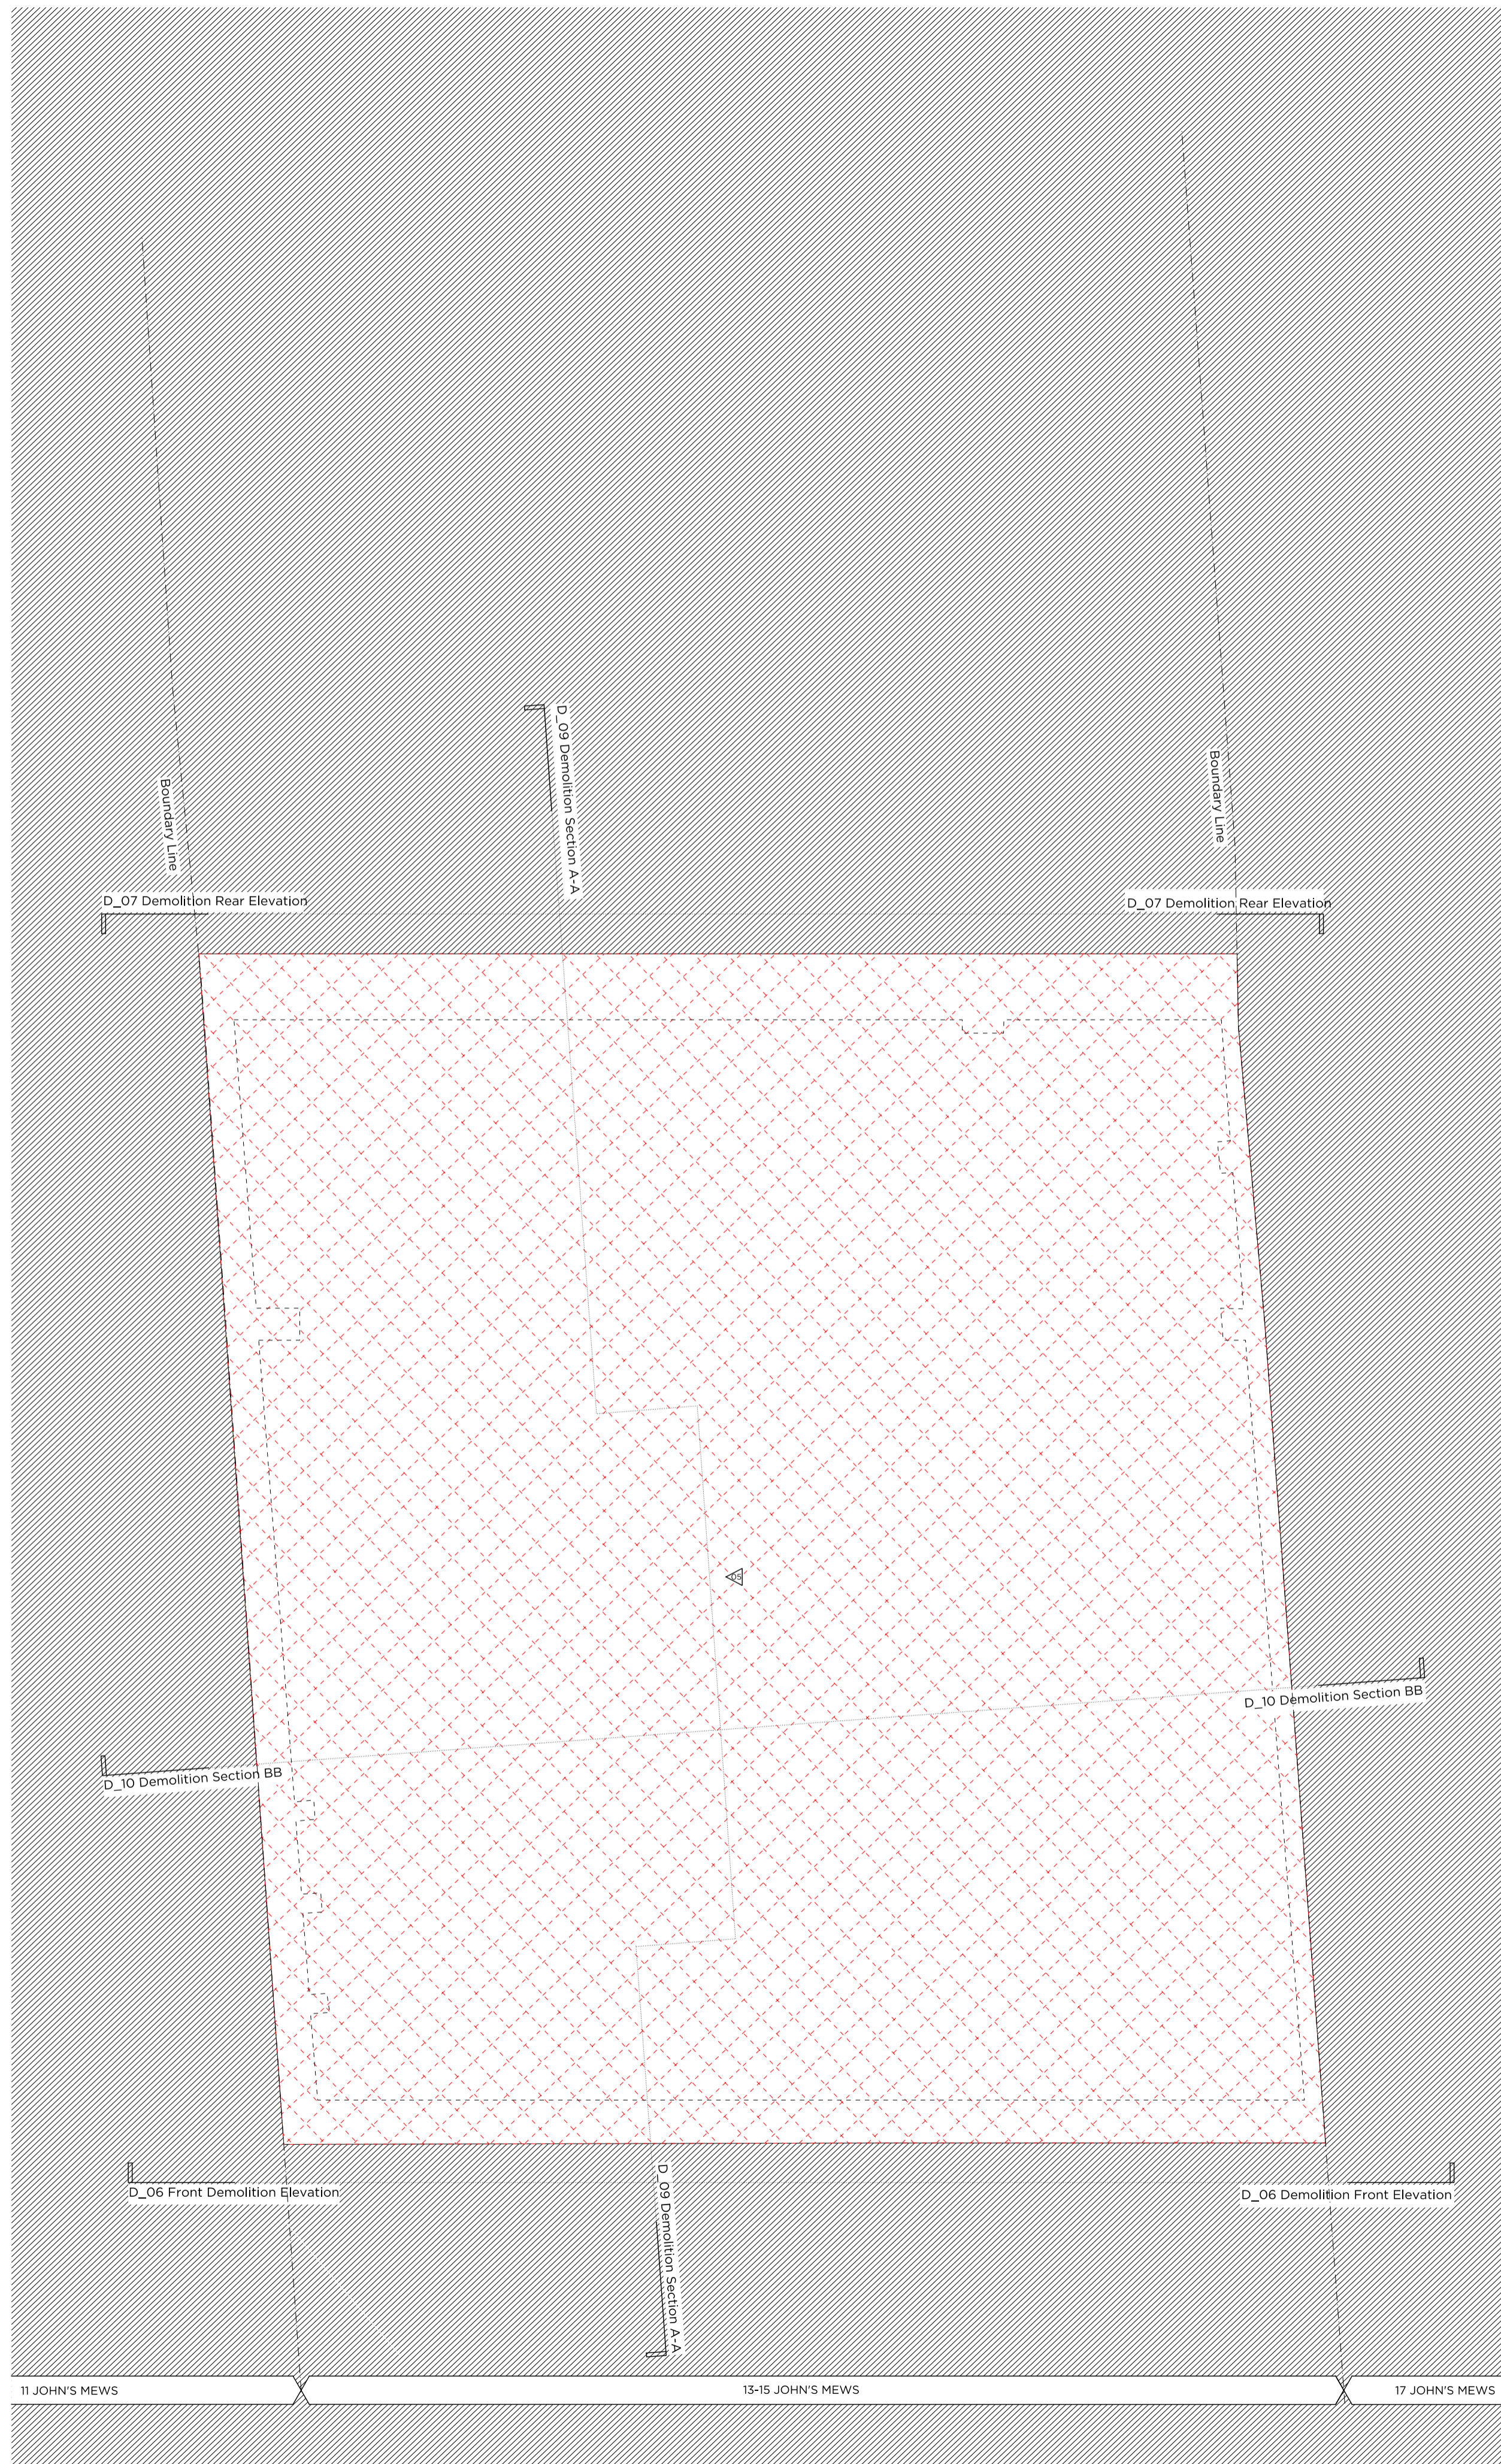 D_09 Demolition Section A-A
Boundary Line
Boundary Line
D_07 Demolition Rear Elevation
D_07 Demolition Rear Elevation
05
D_10 Demolition Section BB
D_10 Demolition Section BB
D_06 Front Demolition Elevation
D_06 Demolition Front Elevation
D_09 Demolition Section A-A
11 JOHN'S MEWS
13-15 JOHN'S MEWS
17 JOHN'S MEWS